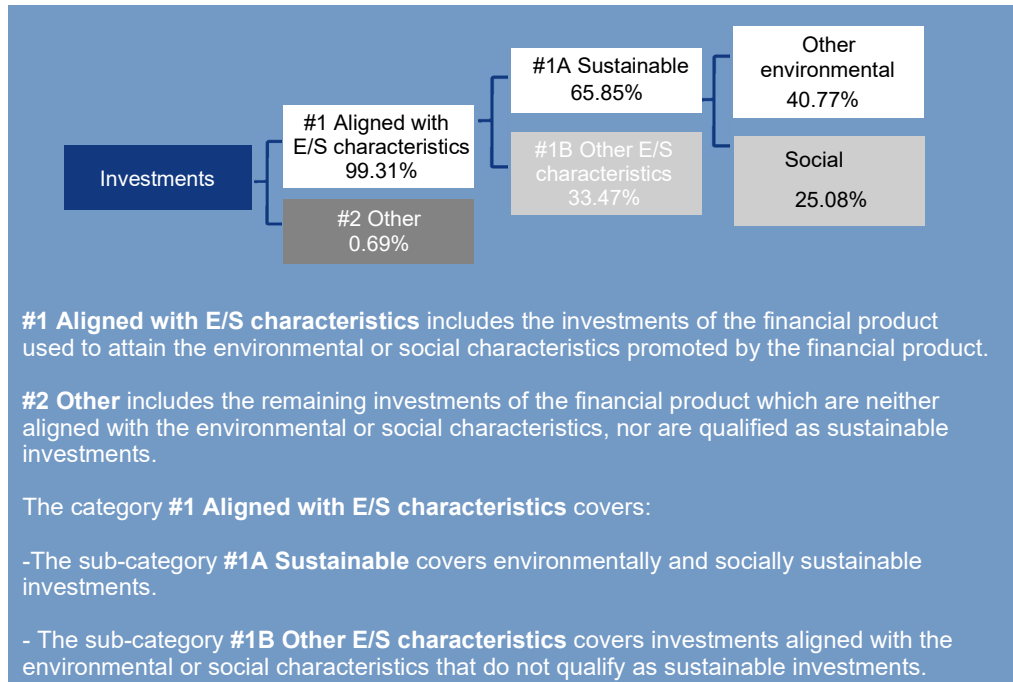 Investments
#1 Aligned with
E/S characteristics
99.31%
#2 Other
0.69%
#1A Sustainable
65.85%
#1B Other E/S
characteristics
33.47%
Other
environmental
40.77%
Social
25.08%
#1 Aligned with E/S characteristics includes the investments of the financial product
used to attain the environmental or social characteristics promoted by the financial product.
#2 Other includes the remaining investments of the financial product which are neither
aligned with the environmental or social characteristics, nor are qualified as sustainable
investments.
The category #1 Aligned with E/S characteristics covers:
-The sub-category #1A Sustainable covers environmentally and socially sustainable
investments.
- The sub-category #1B Other E/S characteristics covers investments aligned with the
environmental or social characteristics that do not qualify as sustainable investments.